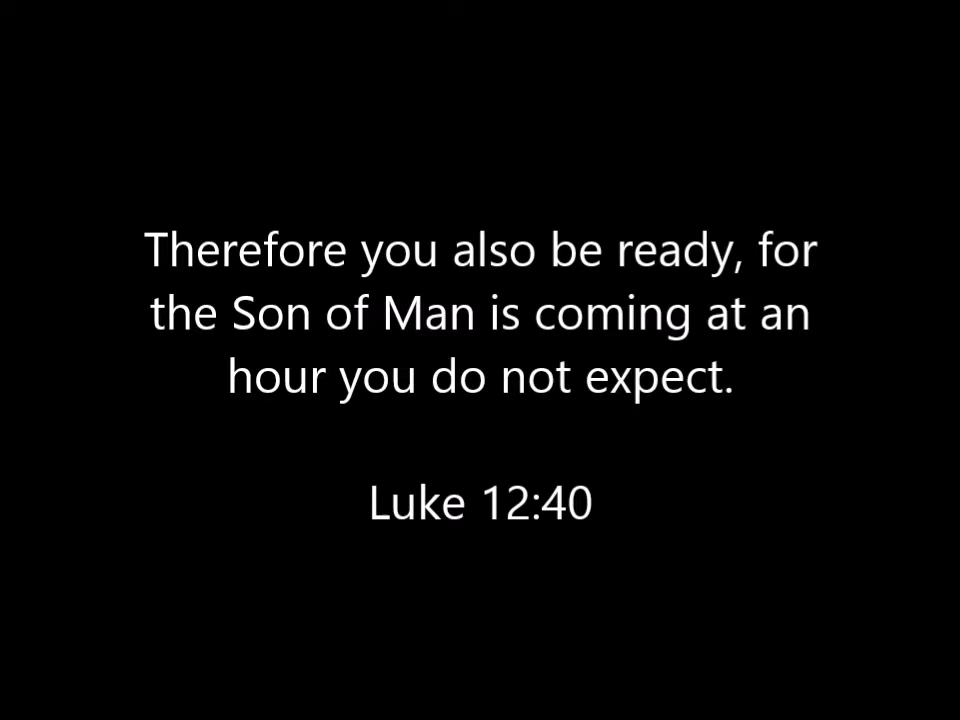 Therefore you also be ready, for
the Son of Man is coming at an
hour you do not expect.
Luke 12:40